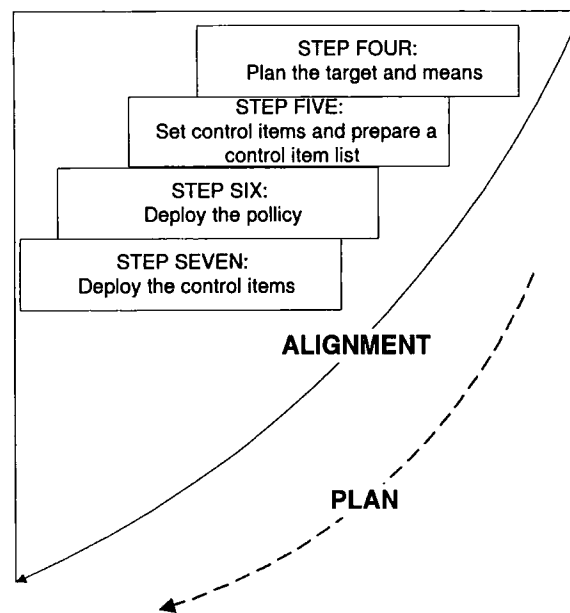 STEP FOUR:
Plan the target and means
STEP FIVE:
Set control items and prepare a
control item list
STEP SIX:
Deploy the pollicy
STEP SEVEN:
Deploy the control items
ALIGNMENT
PLAN